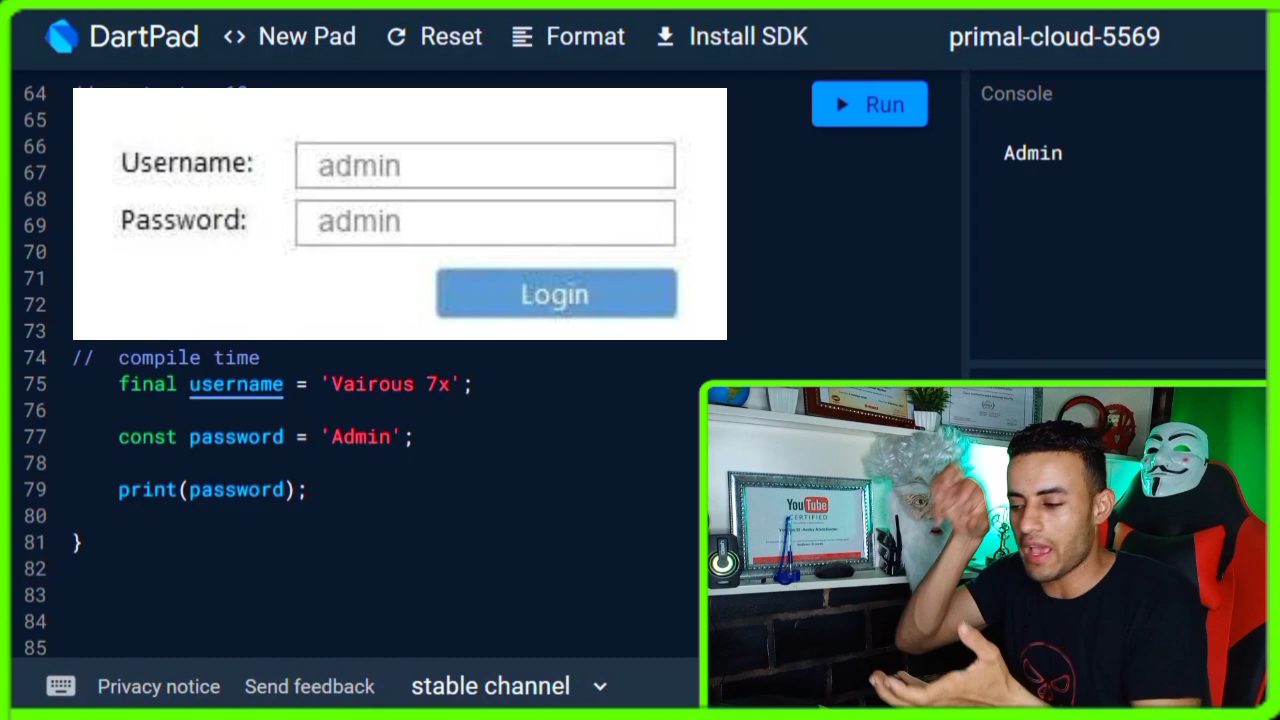 DartPad <> New Pad Reset Format Install SDK primal-cloud-5569
64
65
66
67
68
69
70
71
72
73
Username: admin
Password: admin
Login
Run
Console
Admin
74 // compile time
75 final username = 'Vairous 7x';
76
77 const password = 'Admin';
78
79 print(password);
80
81 }
82
83
84
85
Privacy notice Send feedback stable channel
YouTube
CERTIFIED